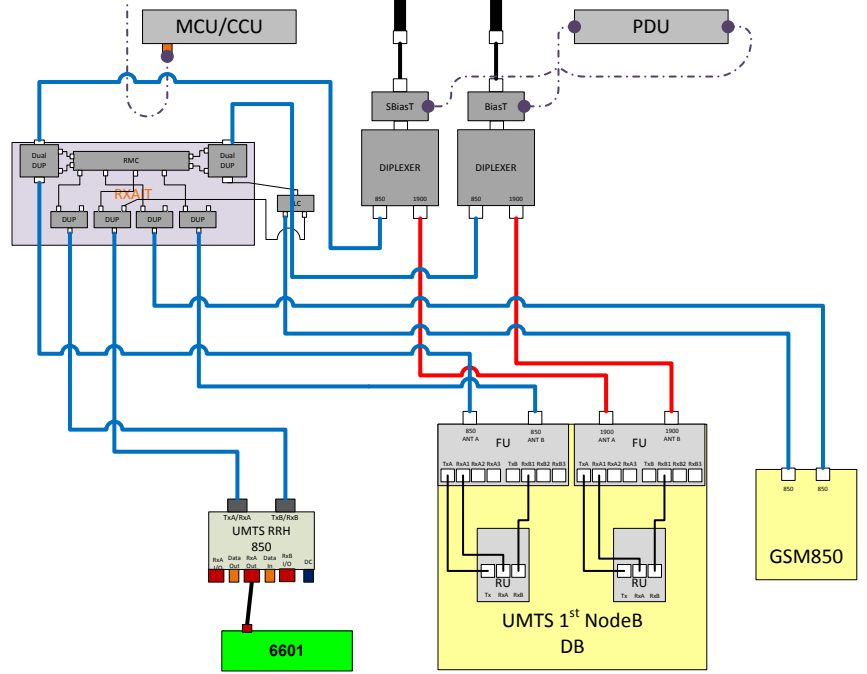 MCU/CCU
PDU
SBiasT
BiasT
Dual DUP
RMC
Dual DUP
DIPLEXER
DIPLEXER
RXAIT
LC
850
1900
850
1900
DUP
DUP
DUP
DUP
850 ANT A
FU
850 ANT B
1900 ANT A
FU
1900 ANT B
TxA RxA1 RxA2 RxA3 TxB RxB1 RxB2 RxB3
TxA RxA1 RxA2 RxA3 TxB RxB1 RxB2 RxB3
850
850
GSM850
TxA/RxA
TxB/RxB
UMTS RRH
850
RxA I/O
Data Out
RxA Out
Data In
RxB I/O
DC
RU
Tx RxA RxB
RU
Tx RxA RxB
UMTS 1st NodeB
DB
6601